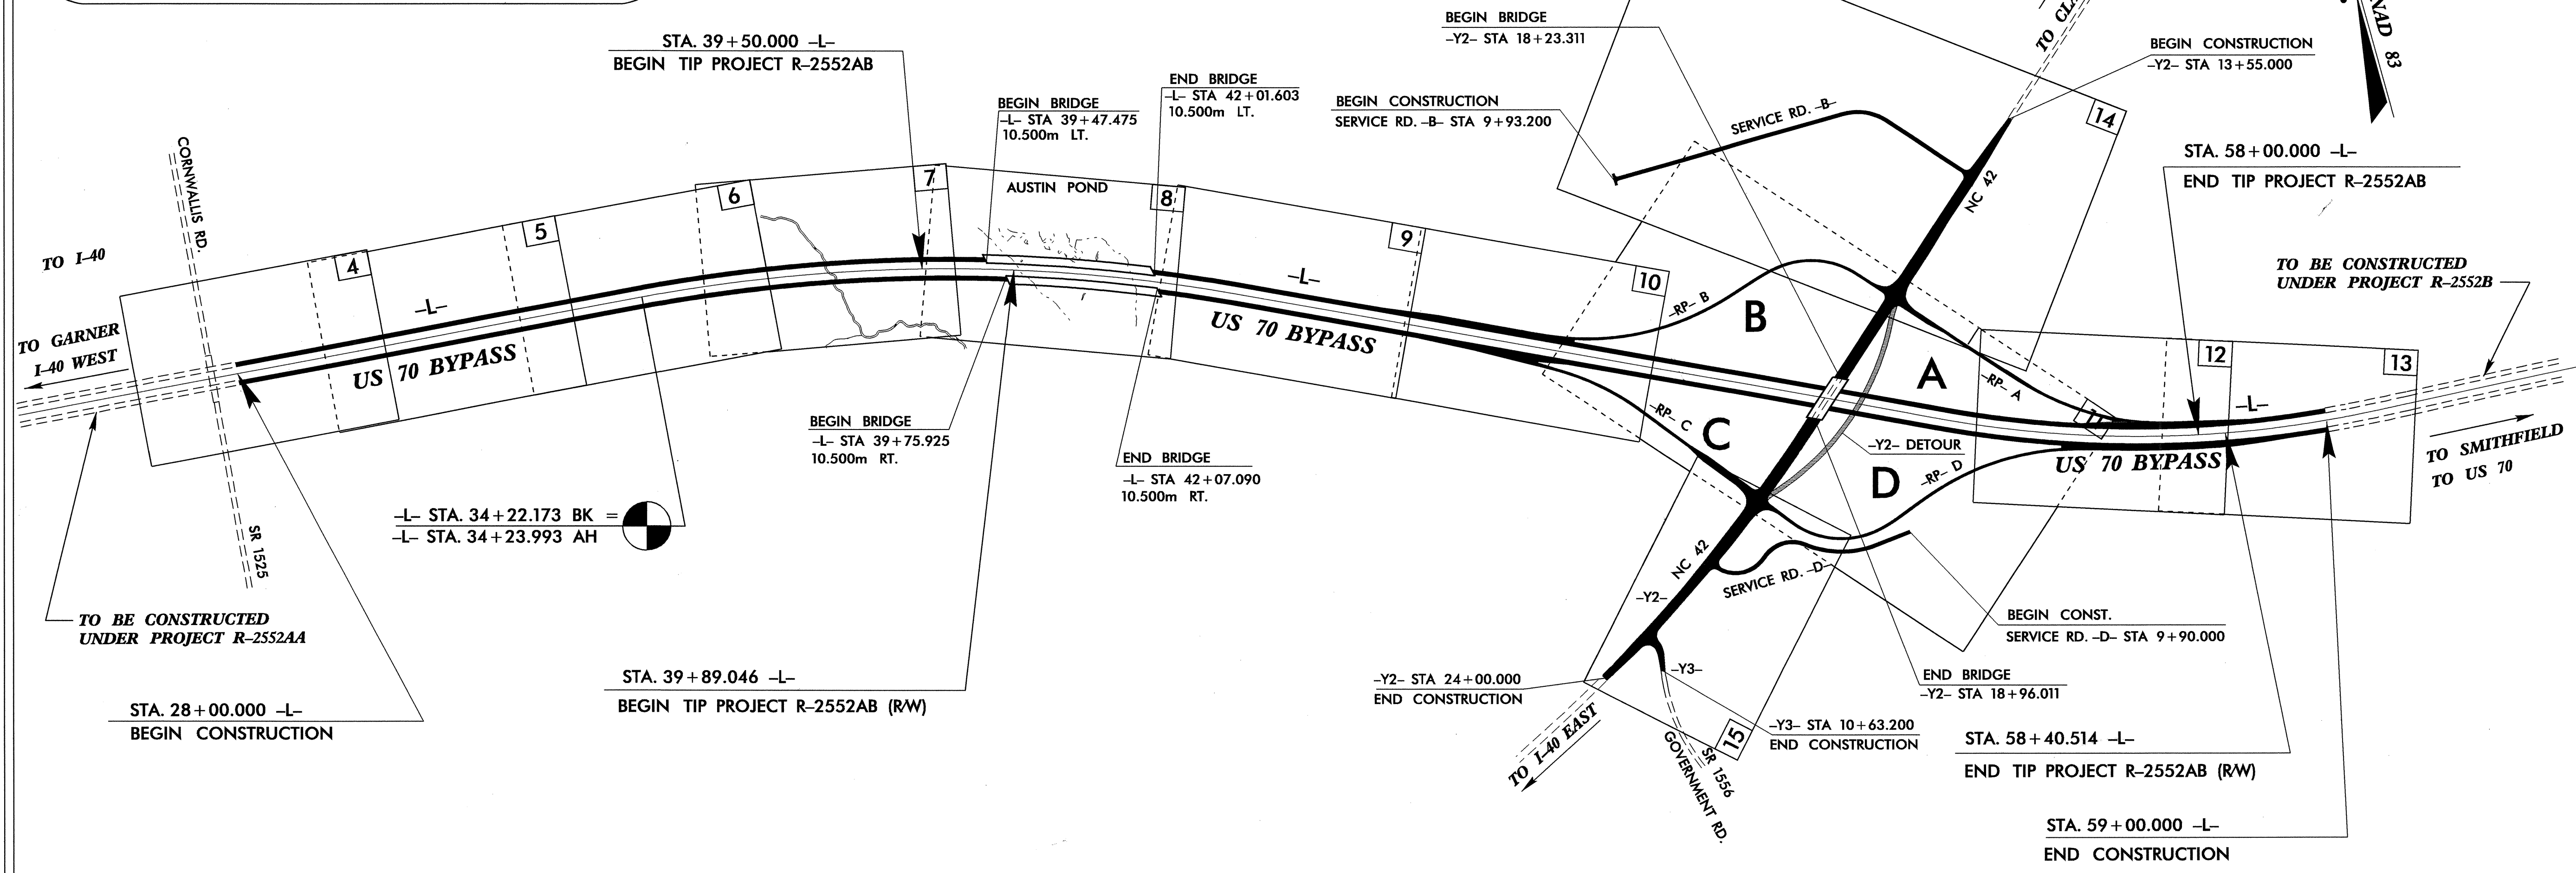 BEGIN BRIDGE
–Y2– STA 18+23.311
TO CLA
NAD 83
STA. 39+50.000 –L–
BEGIN TIP PROJECT R–2552AB
BEGIN CONSTRUCTION
–Y2– STA 13+55.000
END BRIDGE
–L– STA 42+01.603
10.500m LT.
BEGIN BRIDGE
–L– STA 39+47.475
10.500m LT.
BEGIN CONSTRUCTION
SERVICE RD. –B– STA 9+93.200
SERVICE RD. –B–
14
STA. 58+00.000 –L–
END TIP PROJECT R–2552AB
CORNWALLIS RD.
7
AUSTIN POND
8
6
5
4
9
10
NC 42
TO I–40
–L–
–L–
–RP– B
B
TO BE CONSTRUCTED
UNDER PROJECT R–2552B
TO GARNER
I–40 WEST
US 70 BYPASS
US 70 BYPASS
A
–RP– A
12
13
11
–L–
–RP– C
C
–Y2– DETOUR
D
–RP– D
US 70 BYPASS
TO SMITHFIELD
TO US 70
BEGIN BRIDGE
–L– STA 39+75.925
10.500m RT.
END BRIDGE
–L– STA 42+07.090
10.500m RT.
–L– STA. 34+22.173 BK =
–L– STA. 34+23.993 AH
SR 1525
NC 42
SERVICE RD. –D–
–Y2–
TO BE CONSTRUCTED
UNDER PROJECT R–2552AA
BEGIN CONST.
SERVICE RD. –D– STA 9+90.000
STA. 39+89.046 –L–
BEGIN TIP PROJECT R–2552AB (R/W)
–Y2– STA 24+00.000
END CONSTRUCTION
–Y3–
END BRIDGE
–Y2– STA 18+96.011
STA. 28+00.000 –L–
BEGIN CONSTRUCTION
TO I–40 EAST
15
–Y3– STA 10+63.200
END CONSTRUCTION
SR 1556
GOVERNMENT RD.
STA. 58+40.514 –L–
END TIP PROJECT R–2552AB (R/W)
STA. 59+00.000 –L–
END CONSTRUCTION